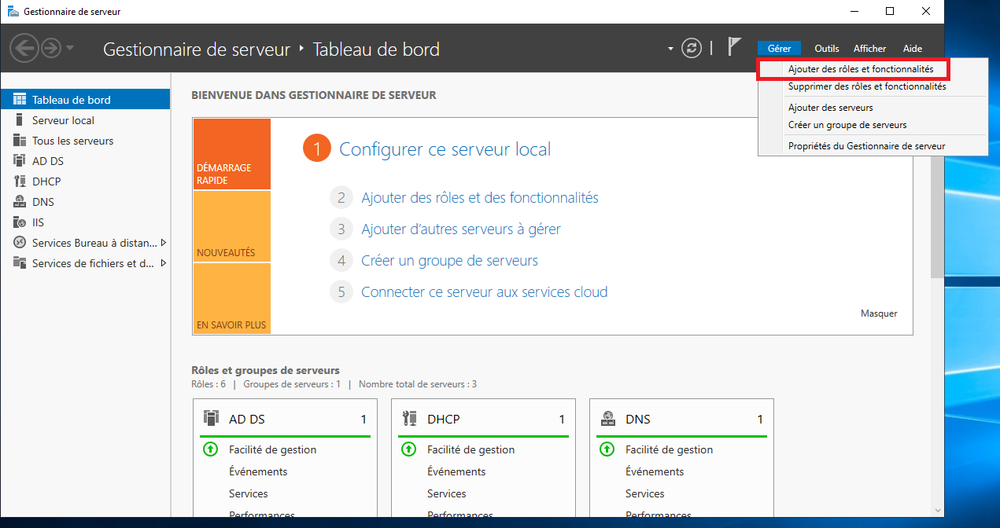 Gestionnaire de serveur
Gestionnaire de serveur ‣ Tableau de bord
Gérer
Outils
Afficher
Aide
Ajouter des rôles et fonctionnalités
Supprimer des rôles et fonctionnalités
Ajouter des serveurs
Créer un groupe de serveurs
Propriétés du Gestionnaire de serveur
Tableau de bord
Serveur local
Tous les serveurs
AD DS
DHCP
DNS
IIS
Services Bureau à distan...
Services de fichiers et d...
BIENVENUE DANS GESTIONNAIRE DE SERVEUR
DÉMARRAGE
RAPIDE
NOUVEAUTÉS
EN SAVOIR PLUS
1 Configurer ce serveur local
2 Ajouter des rôles et des fonctionnalités
3 Ajouter d’autres serveurs à gérer
4 Créer un groupe de serveurs
5 Connecter ce serveur aux services cloud
Masquer
Rôles et groupes de serveurs
Rôles : 6 | Groupes de serveurs : 1 | Nombre total de serveurs : 3
AD DS 1
Facilité de gestion
Événements
Services
Performances
DHCP 1
Facilité de gestion
Événements
Services
Performances
DNS 1
Facilité de gestion
Événements
Services
Performances